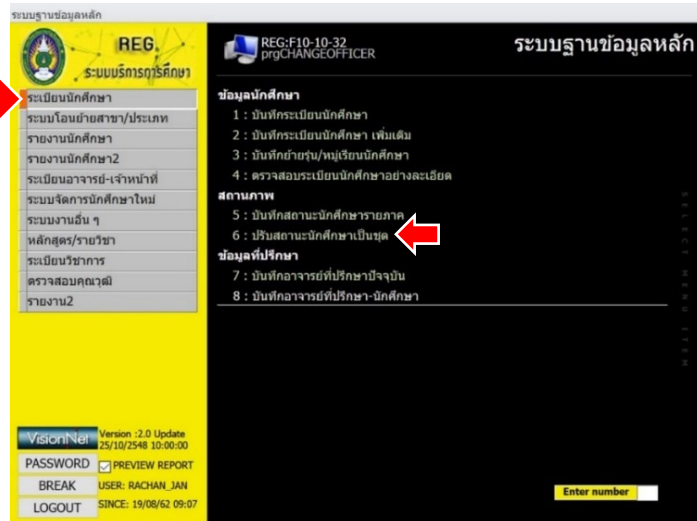 ระบบฐานข้อมูลหลัก
REG.
ระบบบริการการศึกษา
REG:F10-10-32
prgCHANGEOFFICER
ระบบฐานข้อมูลหลัก
ระเบียนนักศึกษา
ระบบโอนย้ายสาขา/ประเภท
รายงานนักศึกษา
รายงานนักศึกษา2
ระเบียนอาจารย์-เจ้าหน้าที่
ระบบจัดการนักศึกษาใหม่
ระบบงานอื่น ๆ
หลักสูตร/รายวิชา
ระเบียนวิชาการ
ตรวจสอบคุณวุฒิ
รายงาน2
ข้อมูลนักศึกษา
1 : บันทึกระเบียนนักศึกษา
2 : บันทึกระเบียนนักศึกษา เพิ่มเติม
3 : บันทึกย้ายรุ่น/หมู่เรียนนักศึกษา
4 : ตรวจสอบระเบียนนักศึกษาอย่างละเอียด
สถานภาพ
5 : บันทึกสถานะนักศึกษารายภาค
6 : ปรับสถานะนักศึกษาเป็นชุด
ข้อมูลที่ปรึกษา
7 : บันทึกอาจารย์ที่ปรึกษาปัจจุบัน
8 : บันทึกอาจารย์ที่ปรึกษา-นักศึกษา
SELECT MENU ITEM
VisionNet
Version :2.0 Update
25/10/2548 10:00:00
PASSWORD
PREVIEW REPORT
BREAK
USER: RACHAN_JAN
LOGOUT
SINCE: 19/08/62 09:07
Enter number